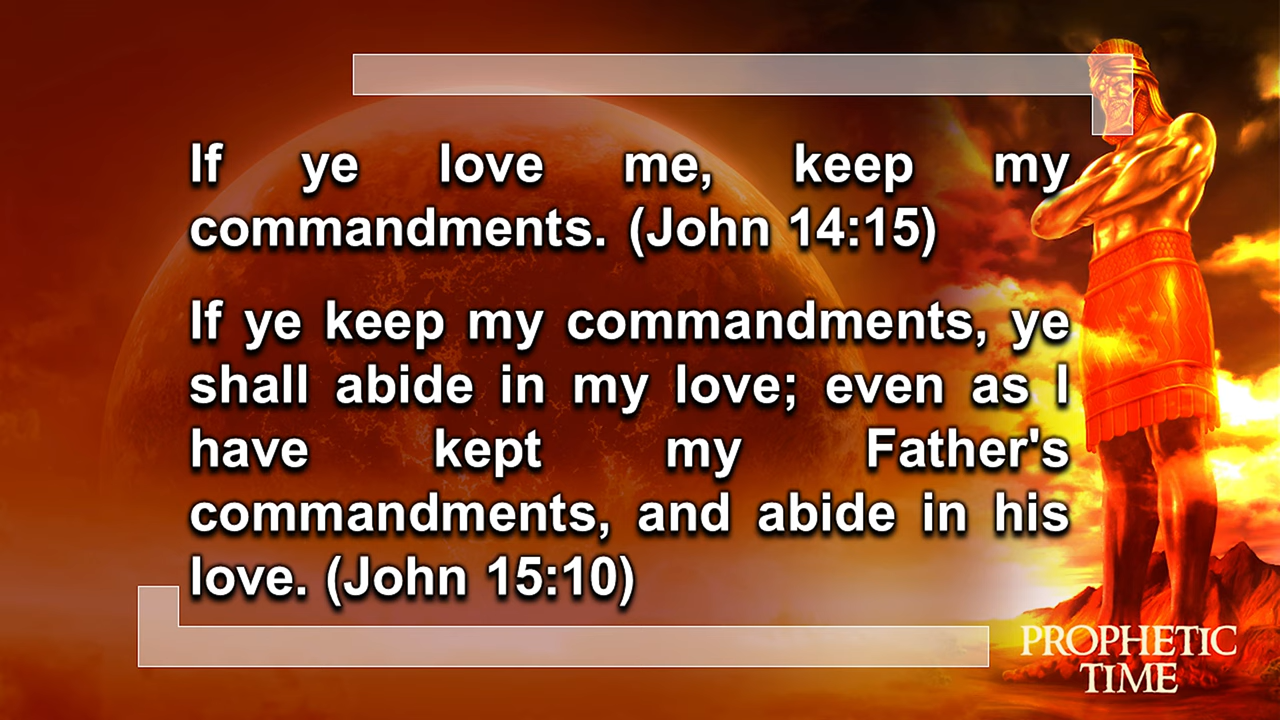 If ye love me, keep my
commandments. (John 14:15)
If ye keep my commandments, ye
shall abide in my love; even as I
have kept my Father's
commandments, and abide in his
love. (John 15:10)
PROPHETIC
TIME